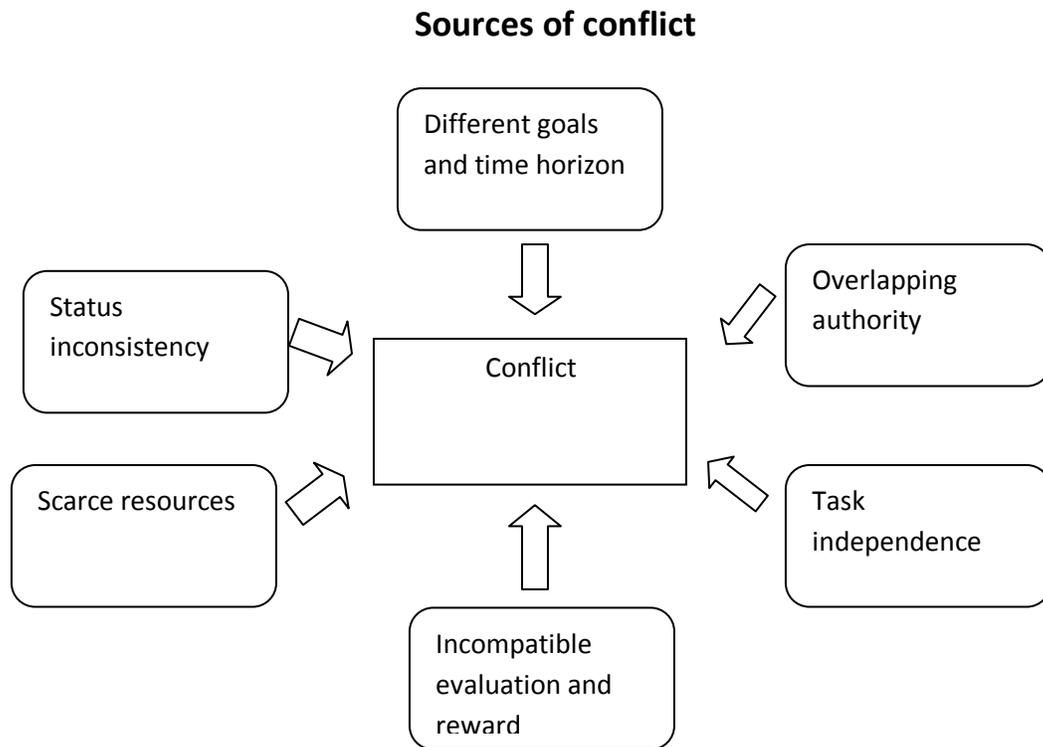 Sources of conflict
Different goals
and time horizon
Overlapping
authority
Status
inconsistency
Conflict
Scarce resources
Task
independence
Incompatible
evaluation and
reward